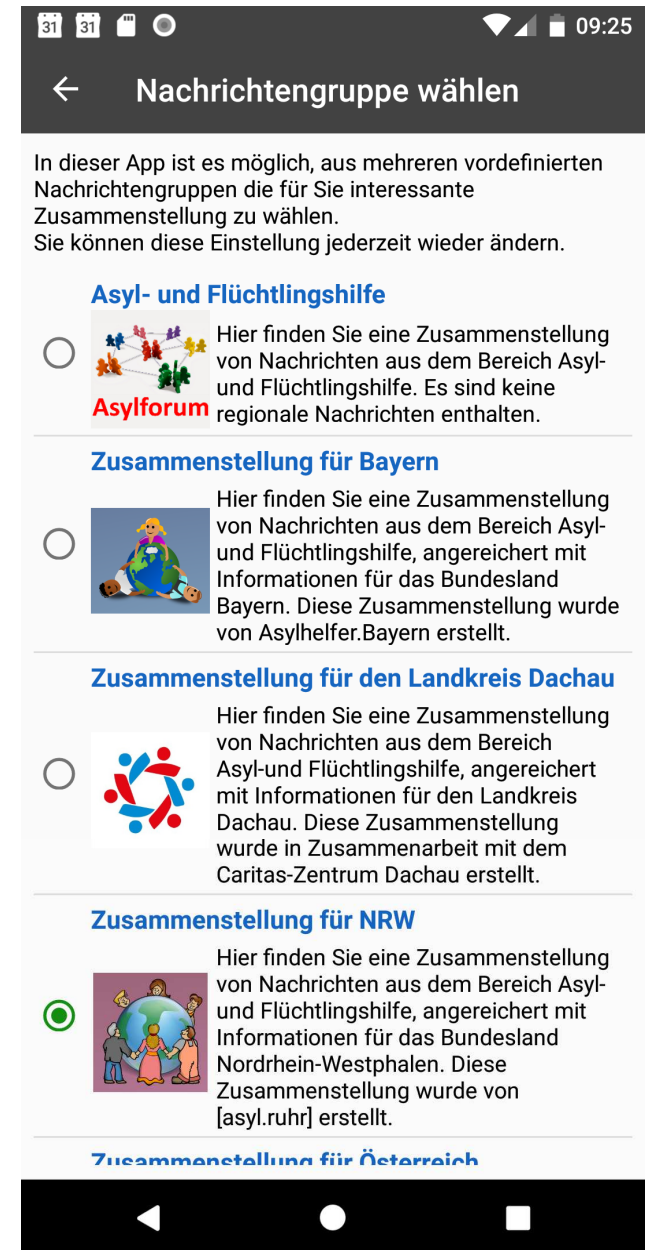 31 31 09:25
Nachrichtengruppe wählen
In dieser App ist es möglich, aus mehreren vordefinierten
Nachrichtengruppen die für Sie interessante
Zusammenstellung zu wählen.
Sie können diese Einstellung jederzeit wieder ändern.
Asyl- und Flüchtlingshilfe
Asylforum
Hier finden Sie eine Zusammenstellung
von Nachrichten aus dem Bereich Asyl-
und Flüchtlingshilfe. Es sind keine
regionale Nachrichten enthalten.
Zusammenstellung für Bayern
Hier finden Sie eine Zusammenstellung
von Nachrichten aus dem Bereich Asyl-
und Flüchtlingshilfe, angereichert mit
Informationen für das Bundesland
Bayern. Diese Zusammenstellung wurde
von Asylhelfer.Bayern erstellt.
Zusammenstellung für den Landkreis Dachau
Hier finden Sie eine Zusammenstellung
von Nachrichten aus dem Bereich
Asyl-und Flüchtlingshilfe, angereichert
mit Informationen für den Landkreis
Dachau. Diese Zusammenstellung
wurde in Zusammenarbeit mit dem
Caritas-Zentrum Dachau erstellt.
Zusammenstellung für NRW
Hier finden Sie eine Zusammenstellung
von Nachrichten aus dem Bereich Asyl-
und Flüchtlingshilfe, angereichert mit
Informationen für das Bundesland
Nordrhein-Westphalen. Diese
Zusammenstellung wurde von
[asyl.ruhr] erstellt.
Zusammenstellung für Österreich